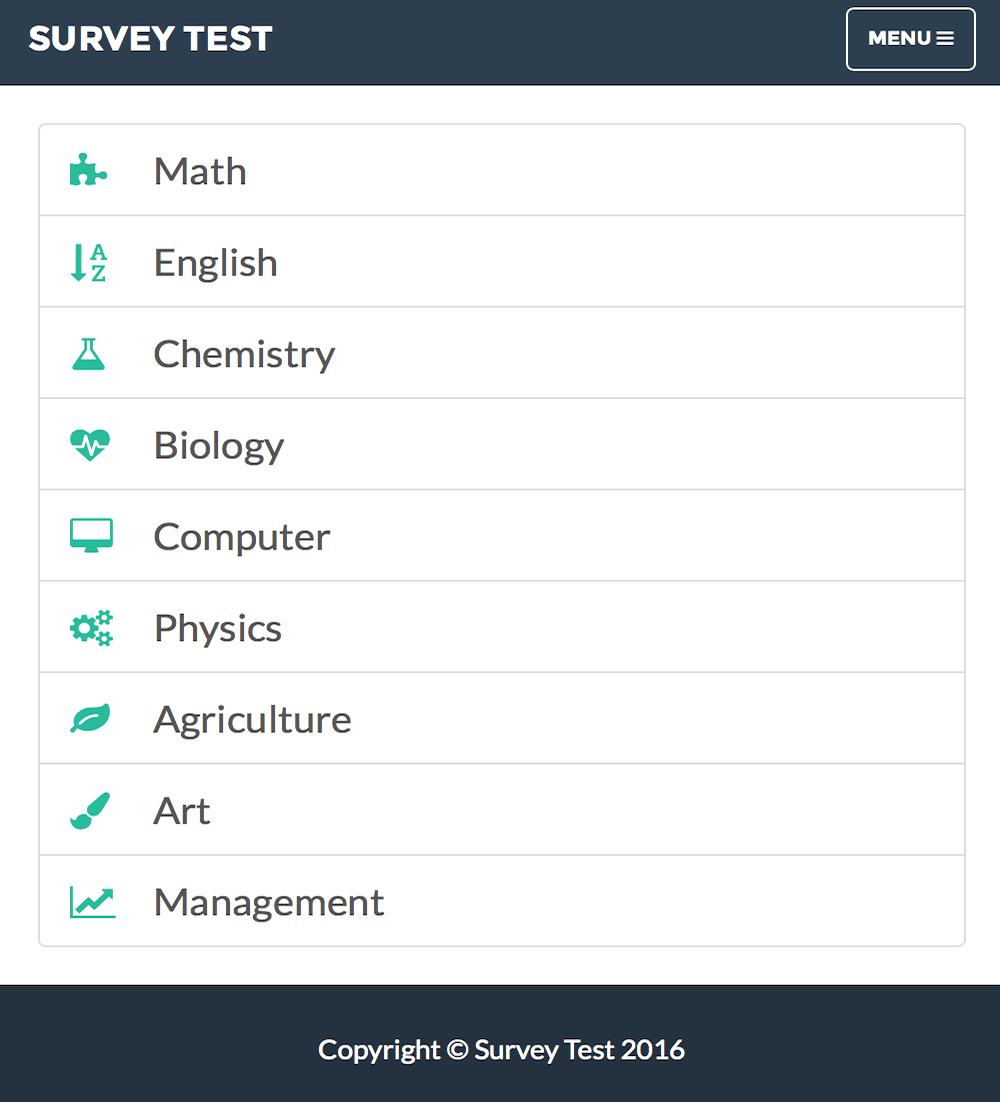 SURVEY TEST
MENU
Math
A
Z
English
Chemistry
Biology
Computer
Physics
Agriculture
Art
Management
Copyright © Survey Test 2016